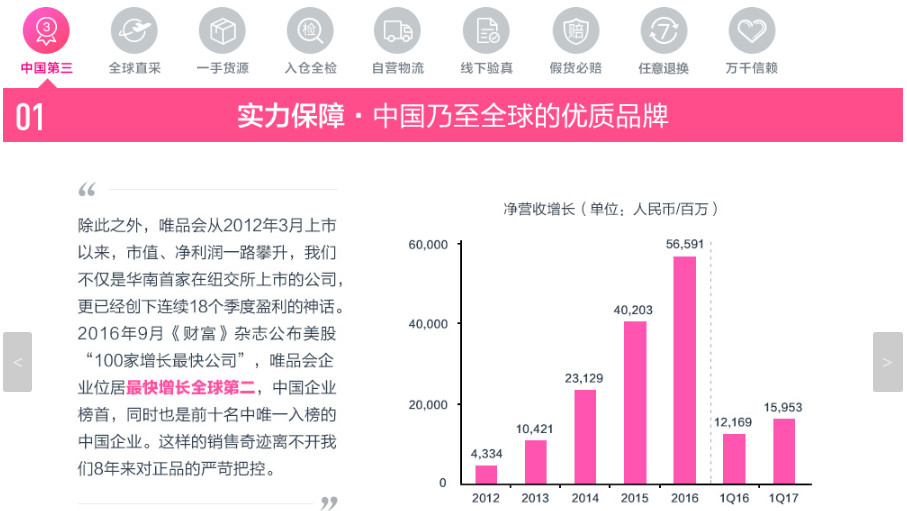 3
检
赔
7
中国第三 全球直采 一手货源 入仓全检 自营物流 线下验真 假货必赔 任意退换 万千信赖
01 实力保障·中国乃至全球的优质品牌
“
除此之外，唯品会从2012年3月上市
以来，市值、净利润一路攀升，我们
不仅是华南首家在纽交所上市的公司，
更已经创下连续18个季度盈利的神话。
2016年9月《财富》杂志公布美股
“100家增长最快公司”，唯品会企
业位居最快增长全球第二，中国企业
榜首，同时也是前十名中唯一入榜的
中国企业。这样的销售奇迹离不开我
们8年来对正品的严苛把控。
”
净营收增长（单位：人民币/百万）
60,000
40,000
20,000
0
4,334
10,421
23,129
40,203
56,591
12,169
15,953
2012 2013 2014 2015 2016 1Q16 1Q17
<
>